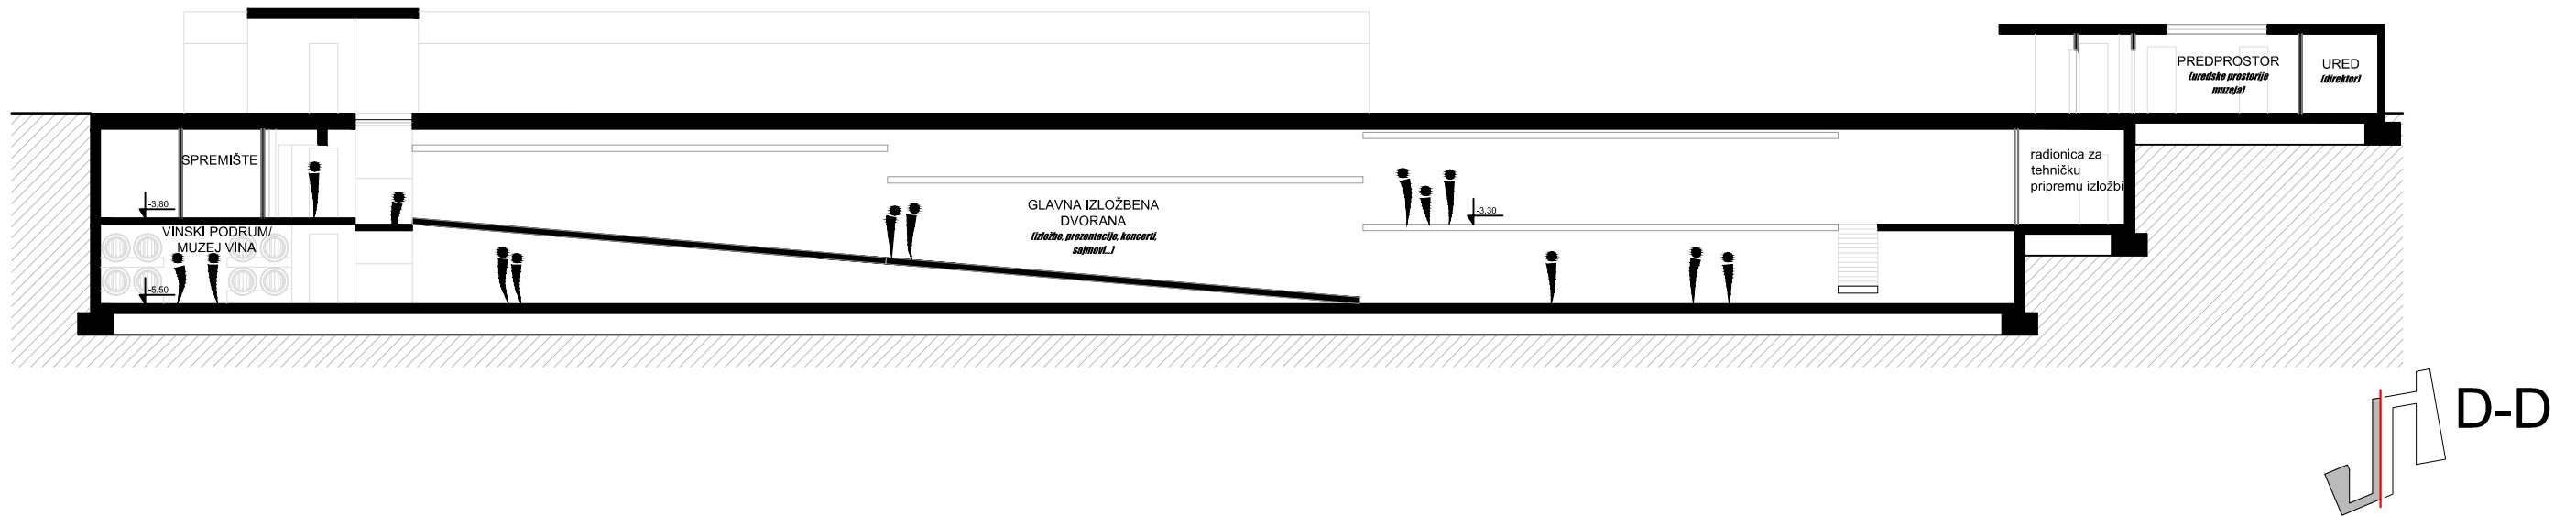 PREDPROSTOR
(uredske prostorije
muzeja)
URED
(direktor)
SPREMIŠTE
-3.80
VINSKI PODRUM/
MUZEJ VINA
-5.50
GLAVNA IZLOŽBENA
DVORANA
(izložbe, prezentacije, koncerti,
sajmovi...)
-3,30
radionica za
tehničku
pripremu izložbi
D-D